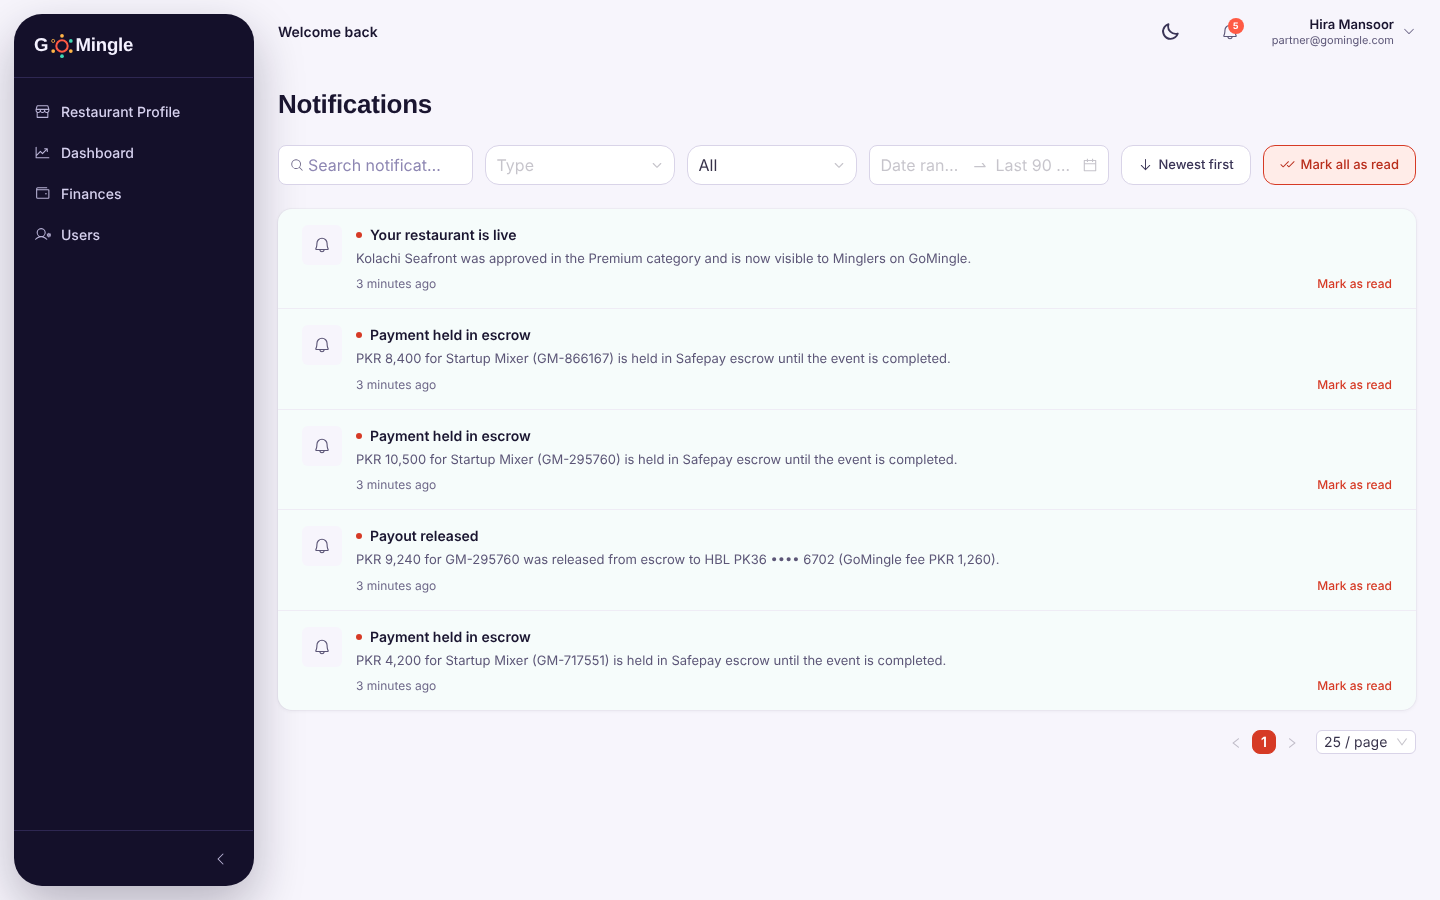 GoMingle
Restaurant Profile
Dashboard
Finances
Users
Welcome back
5
Hira Mansoor
partner@gomingle.com
Notifications
Search notificat...
Type
All
Date ran...
Last 90 ...
Newest first
Mark all as read
Your restaurant is live
Kolachi Seafront was approved in the Premium category and is now visible to Minglers on GoMingle.
3 minutes ago
Mark as read
Payment held in escrow
PKR 8,400 for Startup Mixer (GM-866167) is held in Safepay escrow until the event is completed.
3 minutes ago
Mark as read
Payment held in escrow
PKR 10,500 for Startup Mixer (GM-295760) is held in Safepay escrow until the event is completed.
3 minutes ago
Mark as read
Payout released
PKR 9,240 for GM-295760 was released from escrow to HBL PK36 •••• 6702 (GoMingle fee PKR 1,260).
3 minutes ago
Mark as read
Payment held in escrow
PKR 4,200 for Startup Mixer (GM-717551) is held in Safepay escrow until the event is completed.
3 minutes ago
Mark as read
1
25 / page